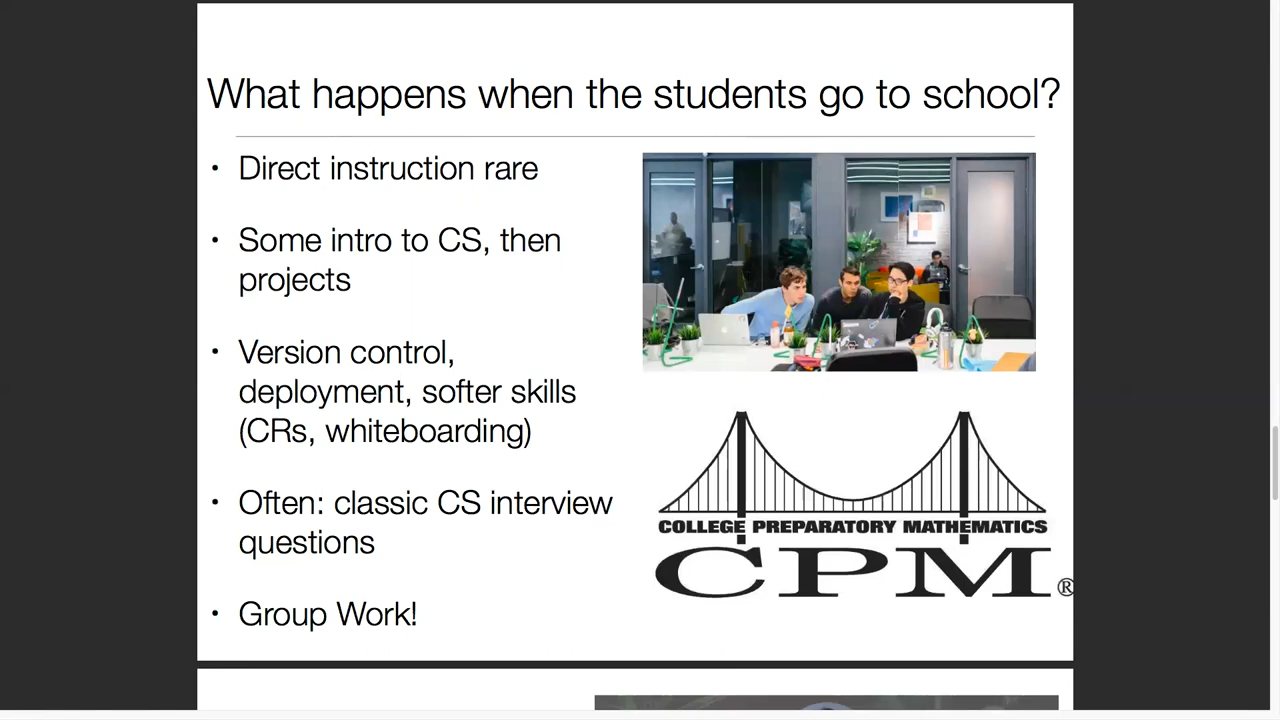 What happens when the students go to school?
• Direct instruction rare
• Some intro to CS, then
projects
• Version control,
deployment, softer skills
(CRs, whiteboarding)
• Often: classic CS interview
questions
• Group Work!
COLLEGE PREPARATORY MATHEMATICS
CPM®